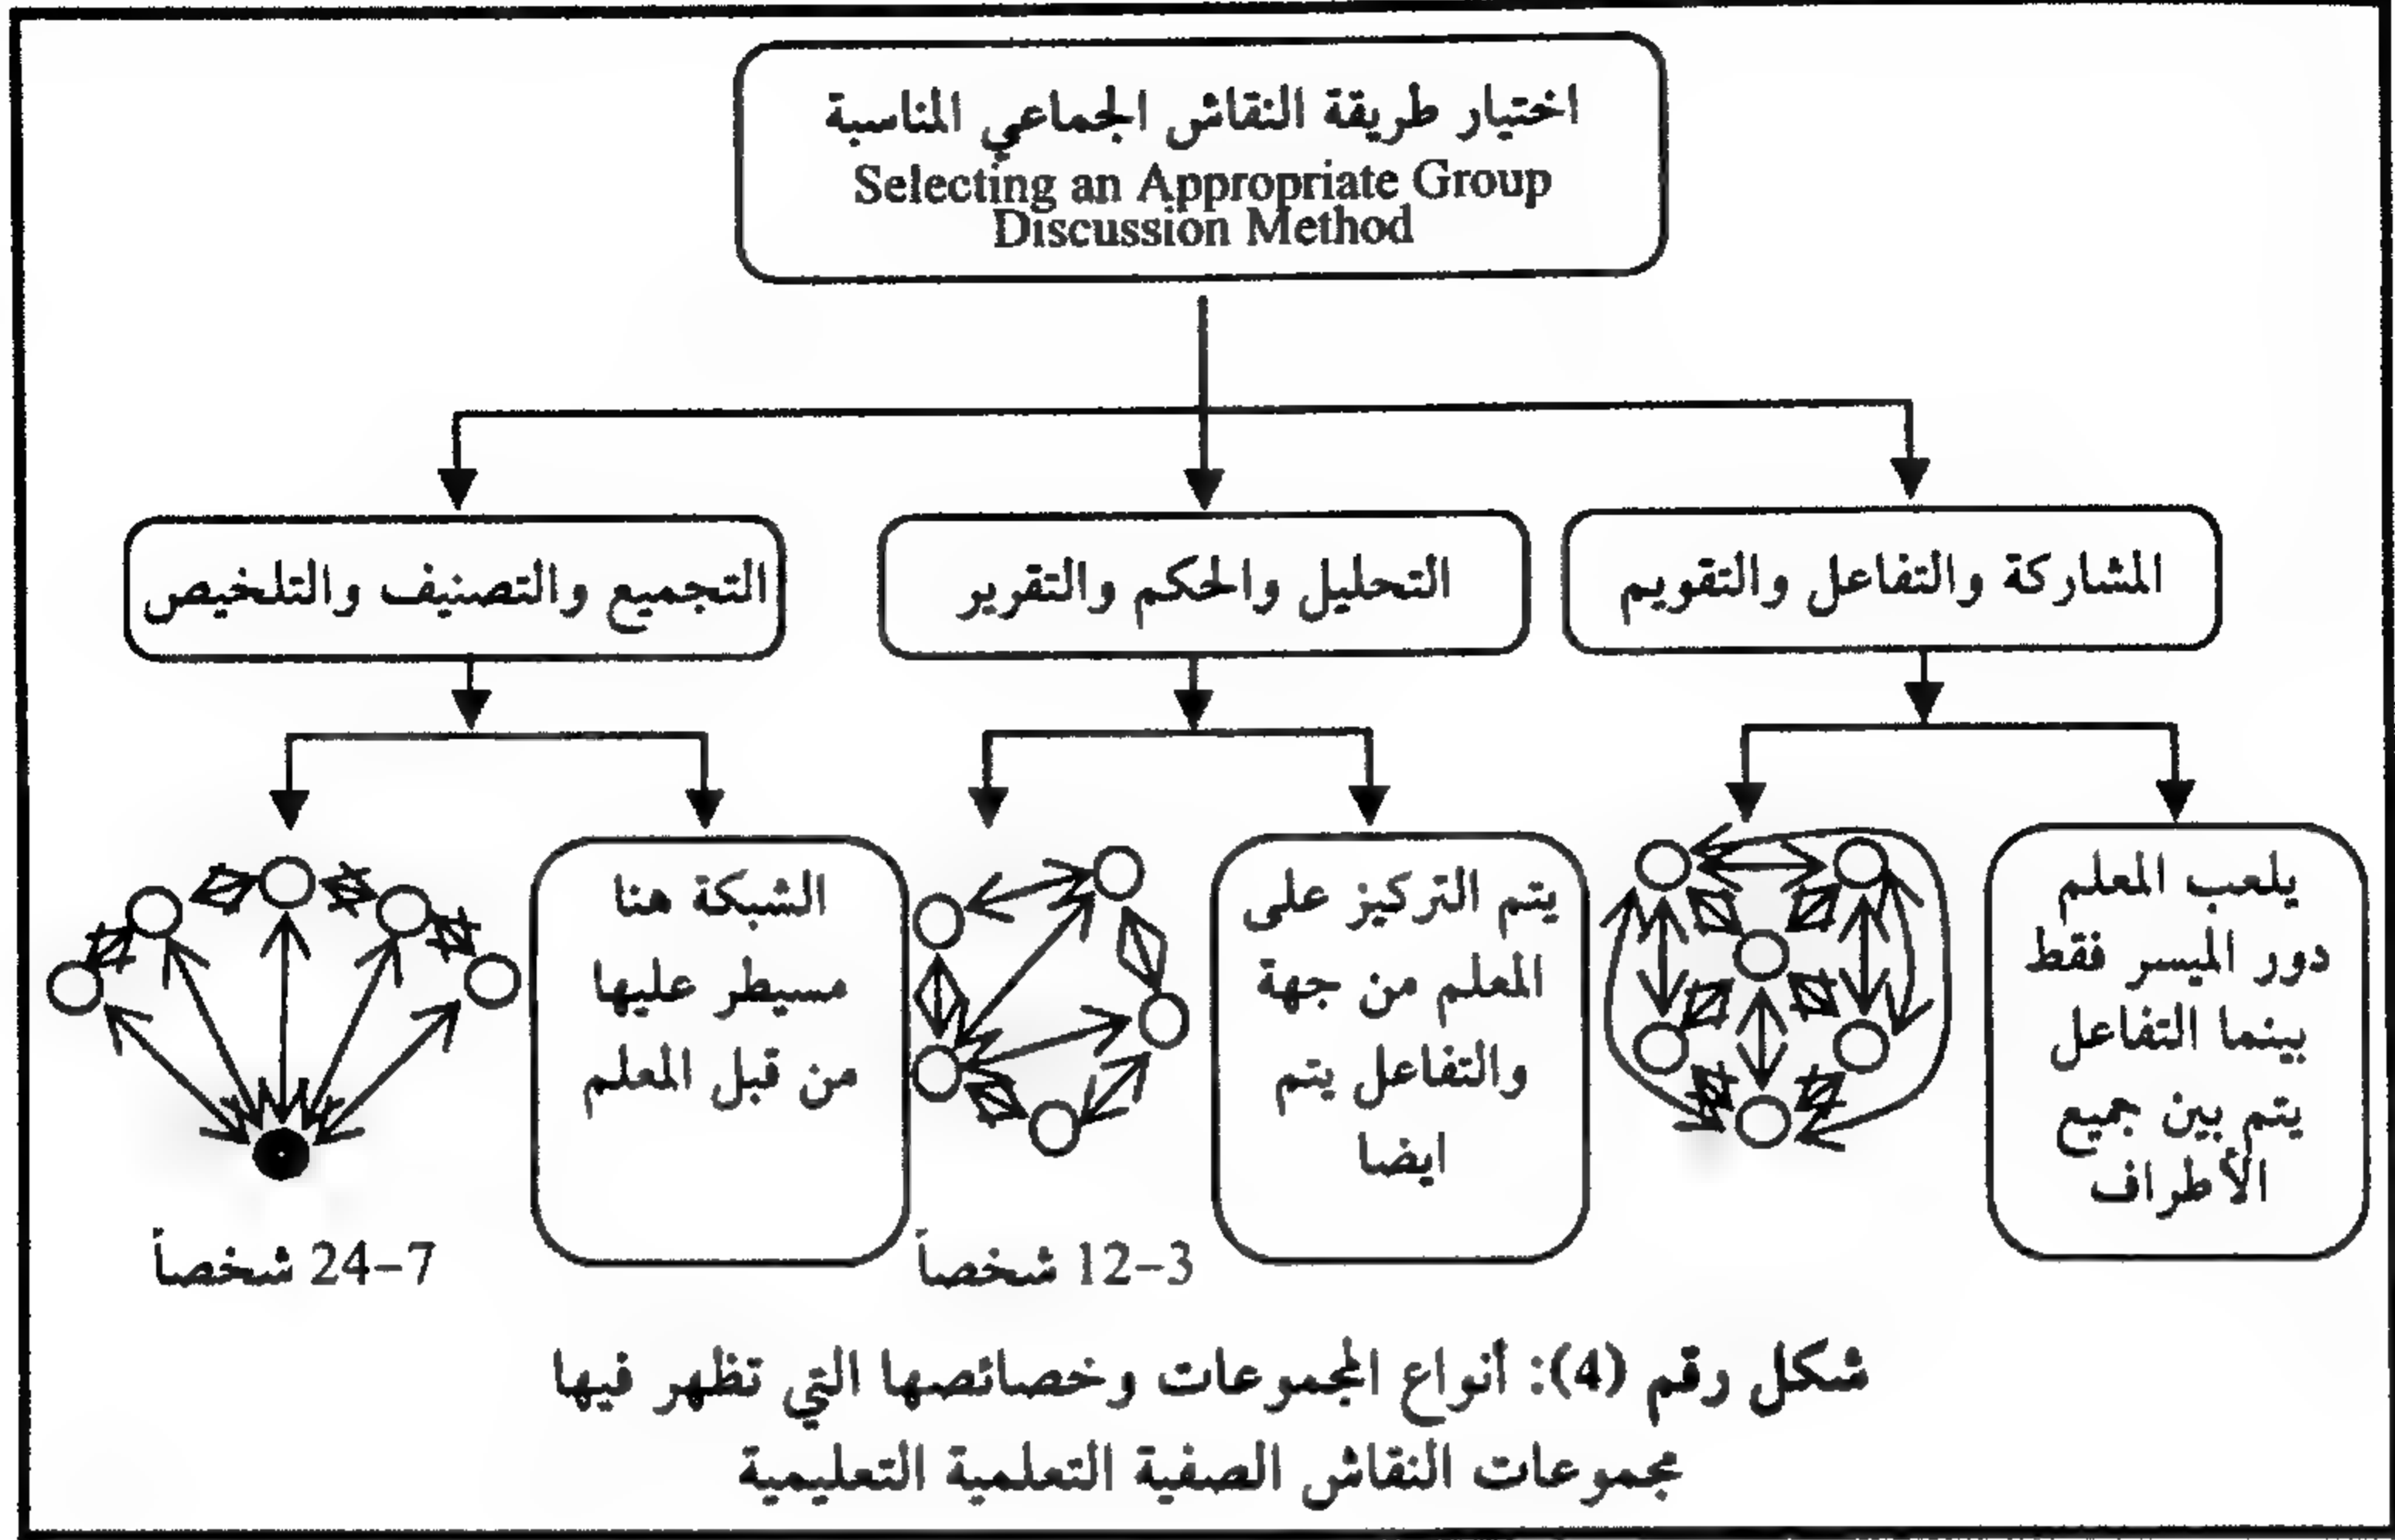 اختيار طريقة النقاش الجماعي المناسبة
Selecting an Appropriate Group
Discussion Method
المشاركة والتفاعل والتقويم
التحليل والحكم والتقرير
التجميع والتصنيف والتلخيص
يلعب المعلم
دور الميسر فقط
بينما التفاعل
يتم بين جميع
الأطراف
يتم التركيز على
المعلم من جهة
والتفاعل يتم
ايضا
الشبكة هنا
مسيطر عليها
من قبل المعلم
3–12 شخصاً
7–24 شخصاً
شكل رقم (4): أنواع المجموعات وخصائصها التي تظهر فيها
مجموعات النقاش الصفية التعلمية التعليمية